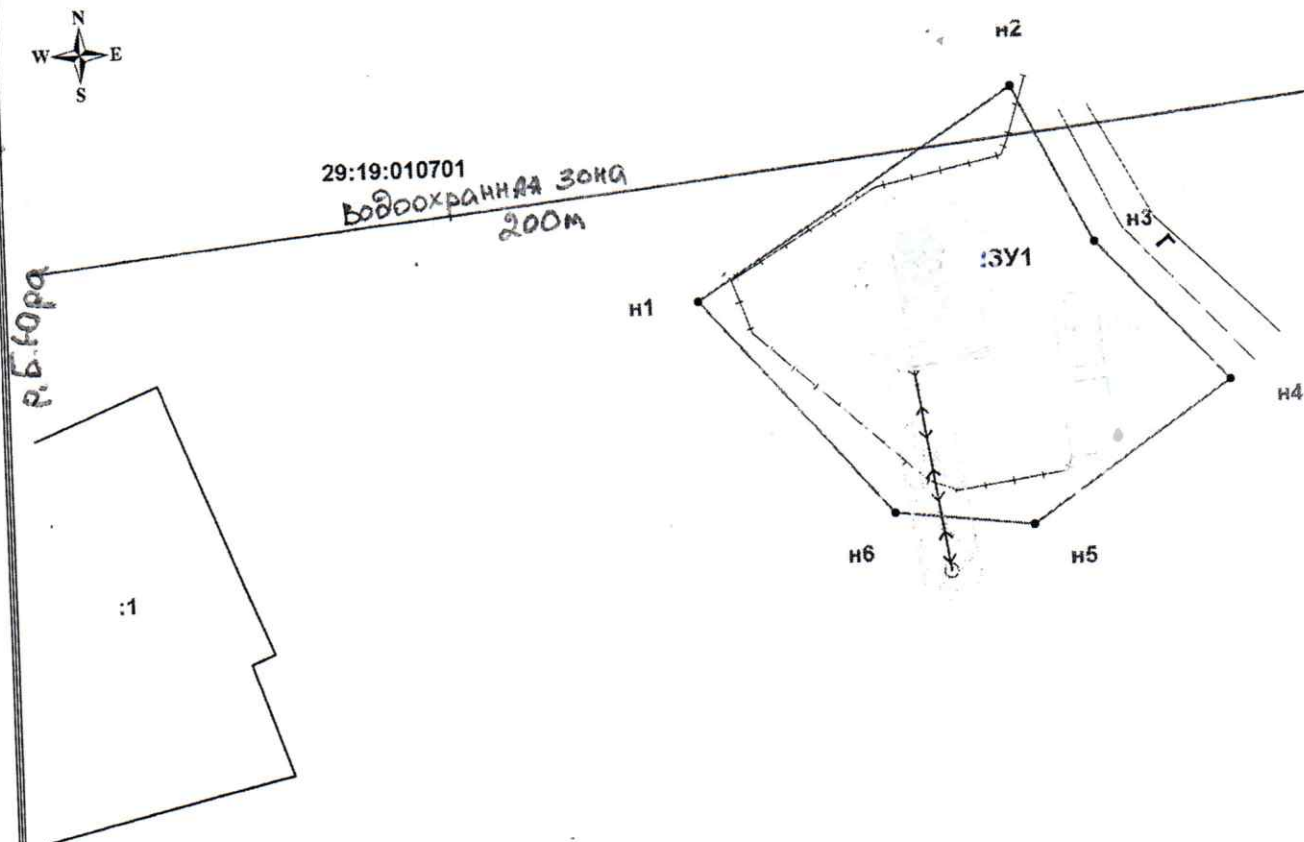 N
W E
S
н2
29:19:010701
Водоохранная зона
200м
н3
Г
:ЗУ1
р. Б. Юра
н1
н4
н6
н5
:1